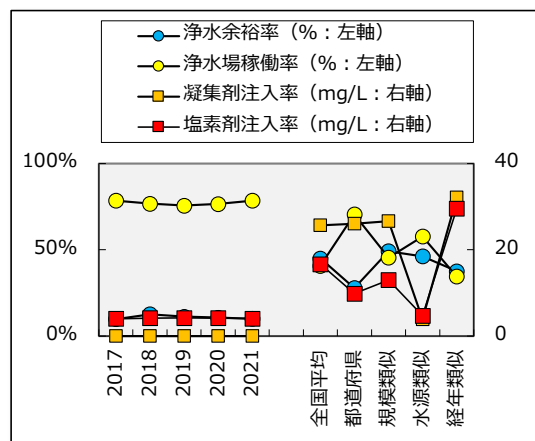 浄水余裕率（％：左軸）
浄水場稼働率（％：左軸）
凝集剤注入率（mg/L：右軸）
塩素剤注入率（mg/L：右軸）
100%
50%
0%
40
20
0
2017
2018
2019
2020
2021
全国平均
都道府県
規模類似
水源類似
経年類似